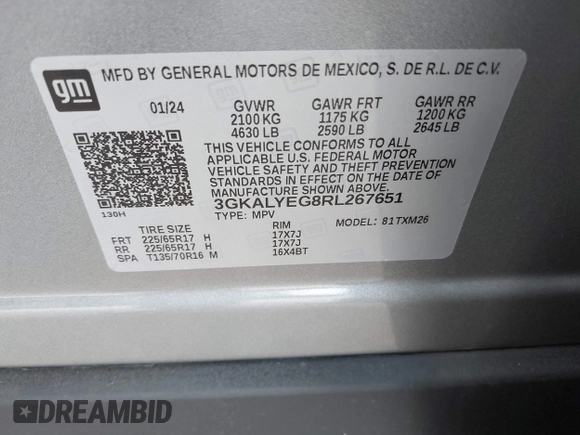 gm
MFD BY GENERAL MOTORS DE MEXICO, S. DE R.L. DE C.V.
01/24 GVWR GAWR FRT GAWR RR
2100 KG 1175 KG 1200 KG
4630 LB 2590 LB 2645 LB
THIS VEHICLE CONFORMS TO ALL
APPLICABLE U.S. FEDERAL MOTOR
VEHICLE SAFETY AND THEFT PREVENTION
STANDARDS IN EFFECT ON THE DATE OF
MANUFACTURE SHOWN ABOVE.
3GKALYEG8RL267651
130H
TYPE: MPV MODEL: 81TXM26
TIRE SIZE RIM
FRT 225/65R17 H 17X7J
RR 225/65R17 H 17X7J
SPA T135/70R16 M 16X4BT
DREAMBID